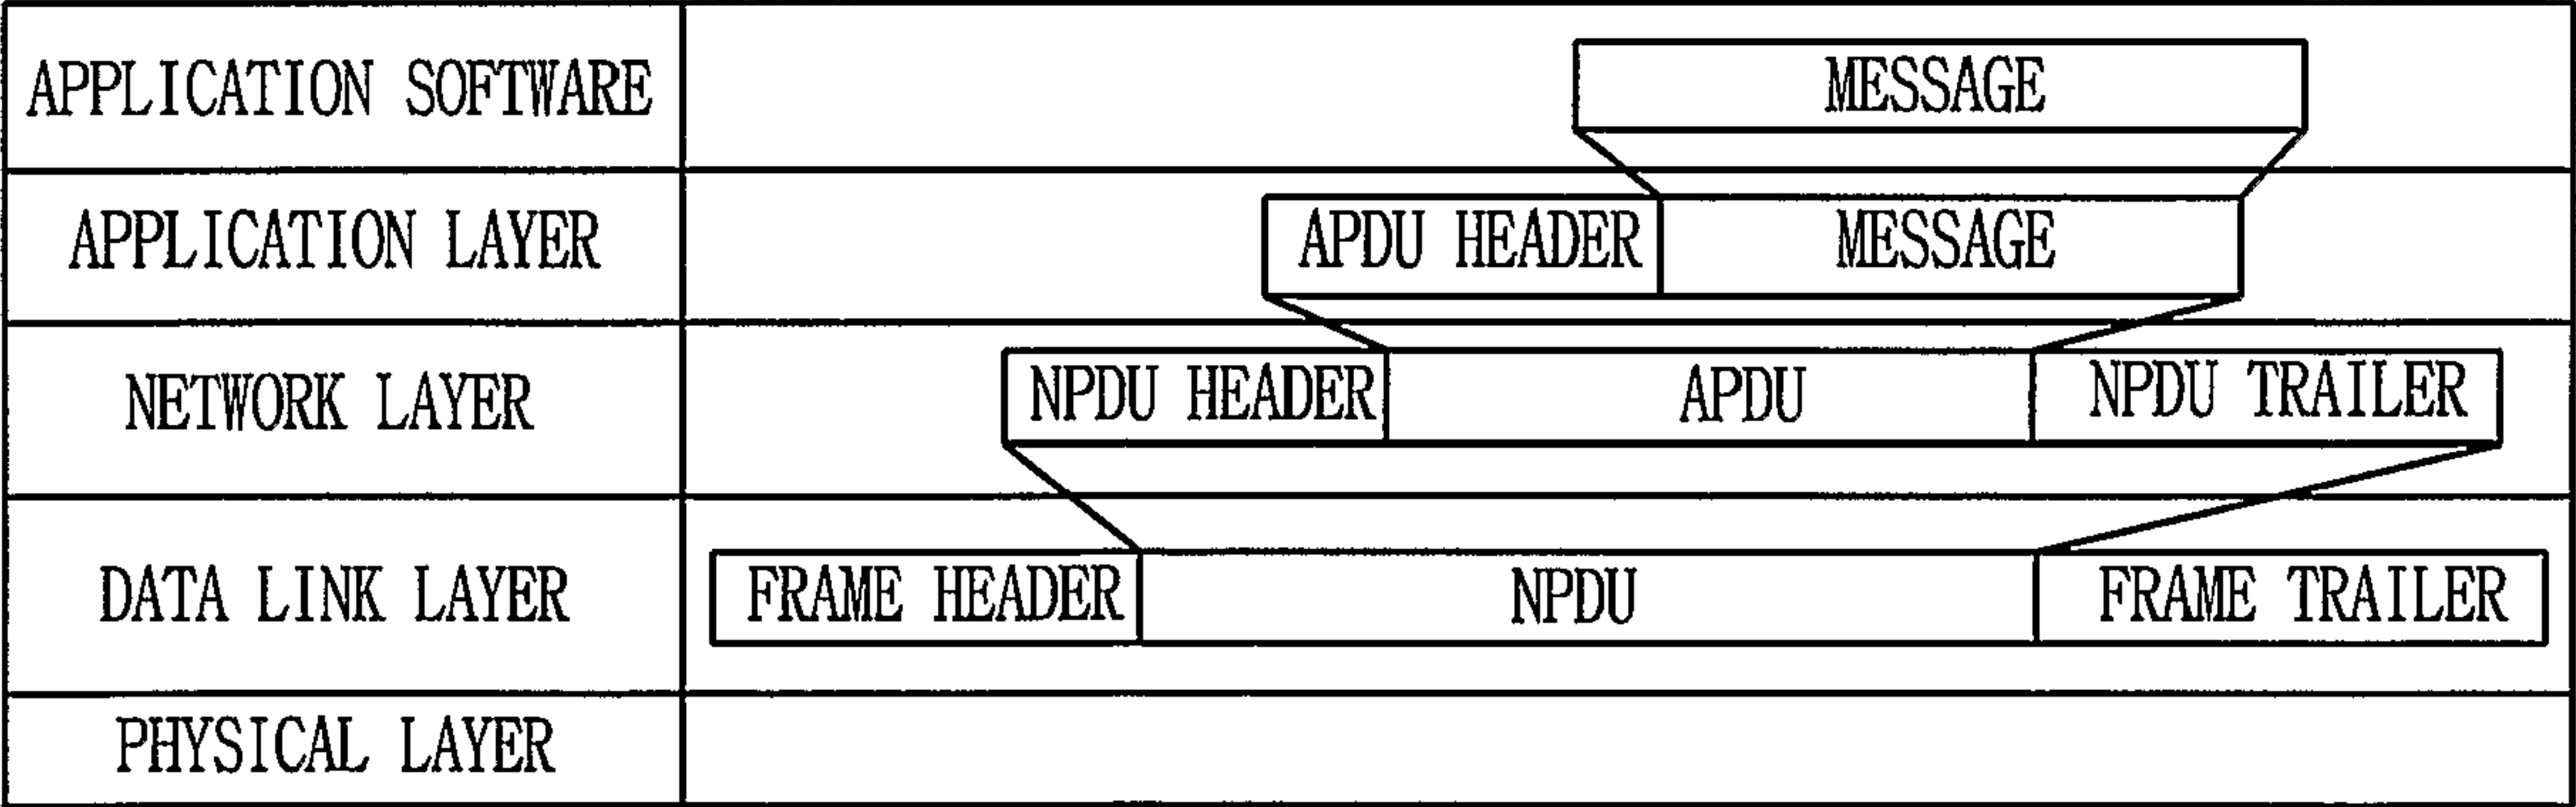 APPLICATION SOFTWARE
MESSAGE
APPLICATION LAYER
APDU HEADER
MESSAGE
NETWORK LAYER
NPDU HEADER
APDU
NPDU TRAILER
DATA LINK LAYER
FRAME HEADER
NPDU
FRAME TRAILER
PHYSICAL LAYER